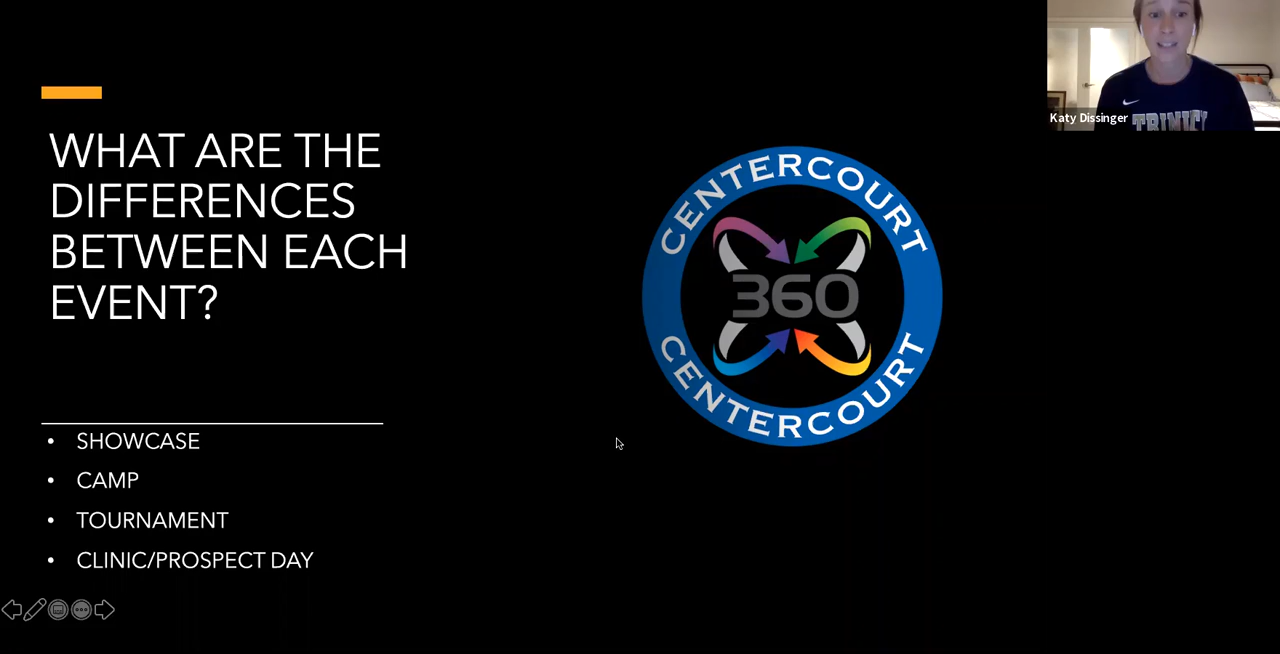 WHAT ARE THE
DIFFERENCES
BETWEEN EACH
EVENT?
• SHOWCASE
• CAMP
• TOURNAMENT
• CLINIC/PROSPECT DAY
CENTERCOURT
360
CENTERCOURT
Katy Dissinger